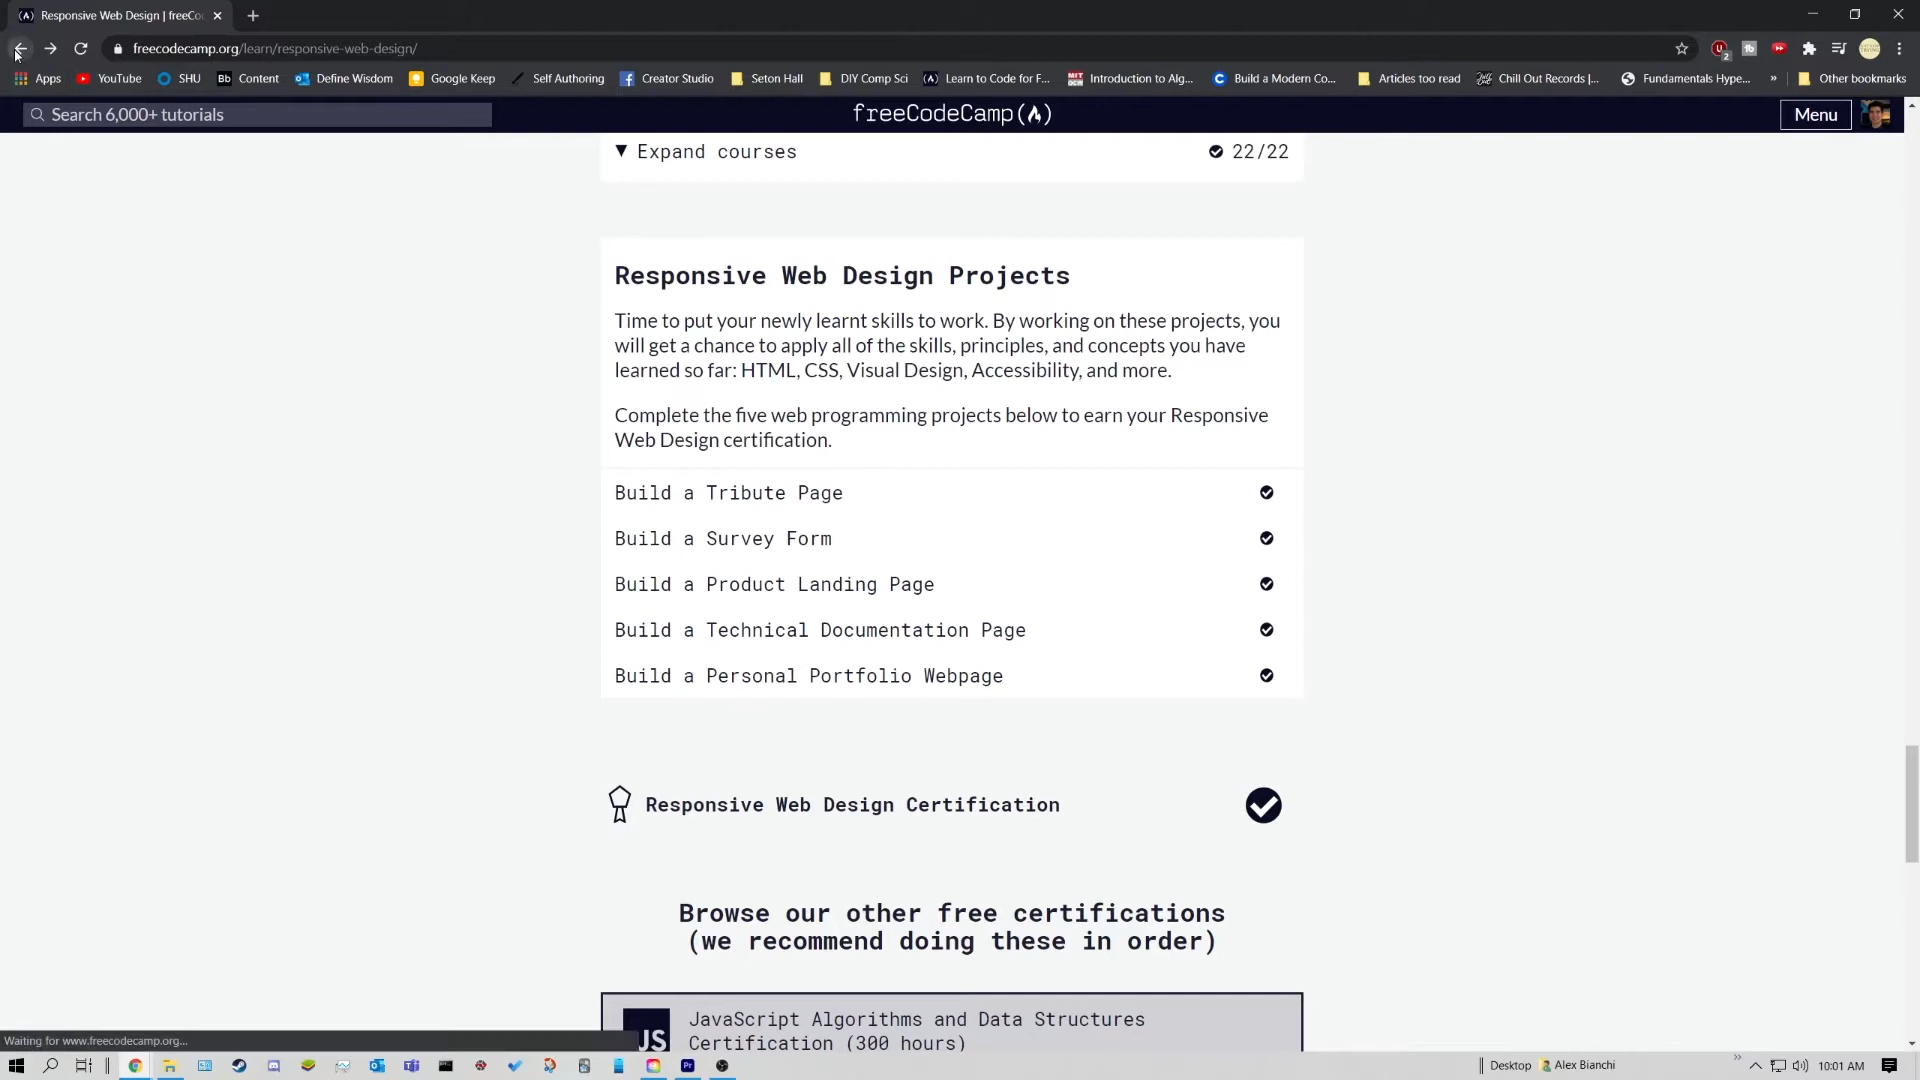 Responsive Web Design | freeCo
freecodecamp.org/learn/responsive-web-design/
2
Apps
YouTube
SHU
Bb Content
Define Wisdom
Google Keep
Self Authoring
Creator Studio
Seton Hall
DIY Comp Sci
Learn to Code for F...
MIT OCW Introduction to Alg...
Build a Modern Co...
Articles too read
Chill Out Records |...
Fundamentals Hype...
»
Other bookmarks
Search 6,000+ tutorials
freeCodeCamp
Menu
Expand courses
22/22
Responsive Web Design Projects
Time to put your newly learnt skills to work. By working on these projects, you
will get a chance to apply all of the skills, principles, and concepts you have
learned so far: HTML, CSS, Visual Design, Accessibility, and more.
Complete the five web programming projects below to earn your Responsive
Web Design certification.
Build a Tribute Page
Build a Survey Form
Build a Product Landing Page
Build a Technical Documentation Page
Build a Personal Portfolio Webpage
Responsive Web Design Certification
Browse our other free certifications
(we recommend doing these in order)
JS
JavaScript Algorithms and Data Structures
Certification (300 hours)
Waiting for www.freecodecamp.org...
Pr
Desktop
Alex Bianchi
»
10:01 AM